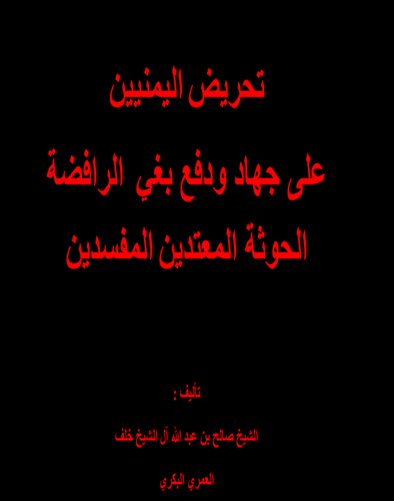 تحريض اليمنيين
على جهاد ودفع بغي الرافضة
الحوثة المعتدين المفسدين
تأليف :
الشيخ صالح بن عبد الله آل الشيخ خلف
العمري البكري